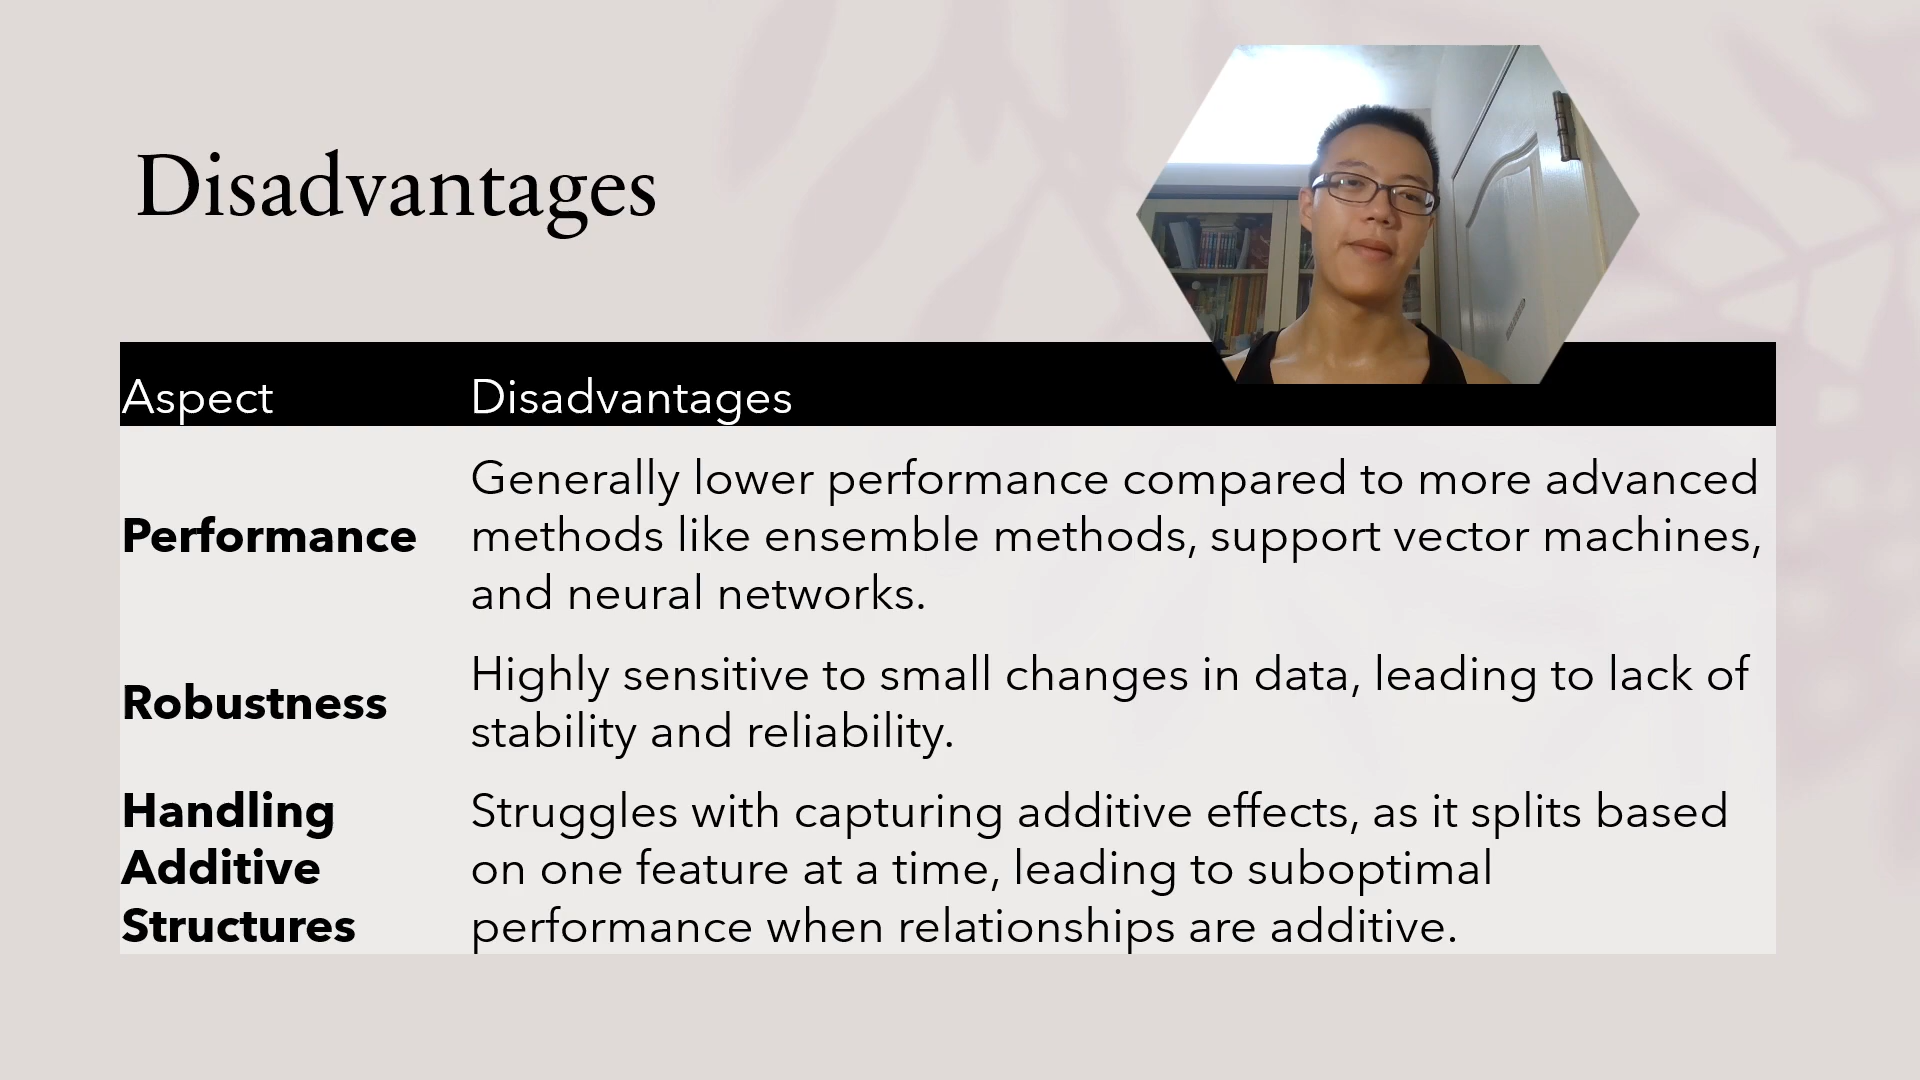 Disadvantages
Aspect
Disadvantages
Performance
Generally lower performance compared to more advanced
methods like ensemble methods, support vector machines,
and neural networks.
Robustness
Highly sensitive to small changes in data, leading to lack of
stability and reliability.
Handling
Additive
Structures
Struggles with capturing additive effects, as it splits based
on one feature at a time, leading to suboptimal
performance when relationships are additive.